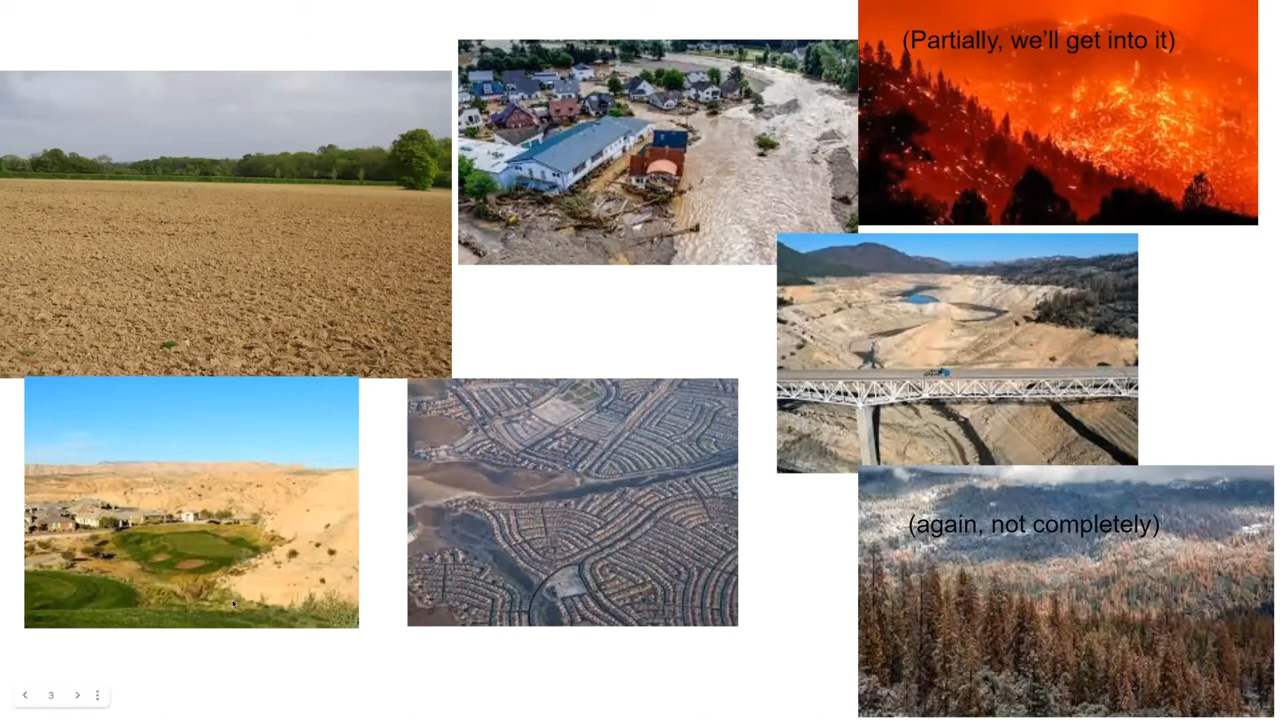 (Partially, we'll get into it)
(again, not completely)
3